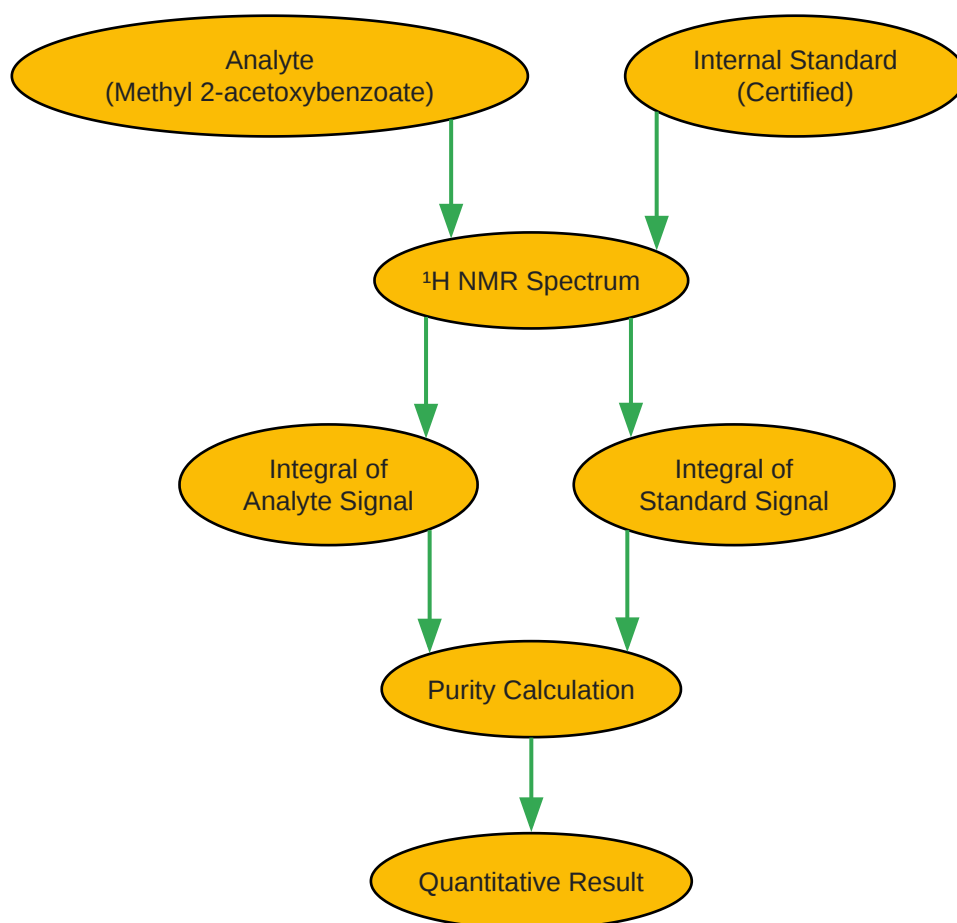 Analyte
(Methyl 2-acetoxybenzoate)
Internal Standard
(Certified)
¹H NMR Spectrum
Integral of
Analyte Signal
Integral of
Standard Signal
Purity Calculation
Quantitative Result